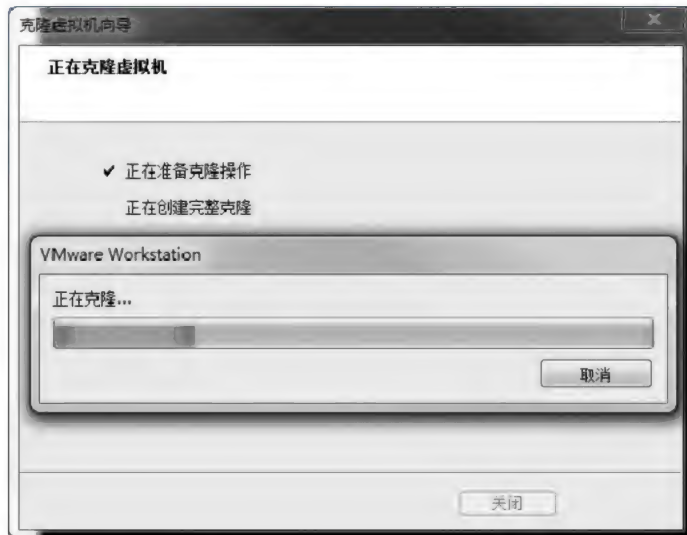 克隆虚拟机向导
正在克隆虚拟机
✔ 正在准备克隆操作
正在创建完整克隆
VMware Workstation
正在克隆...
取消
关闭